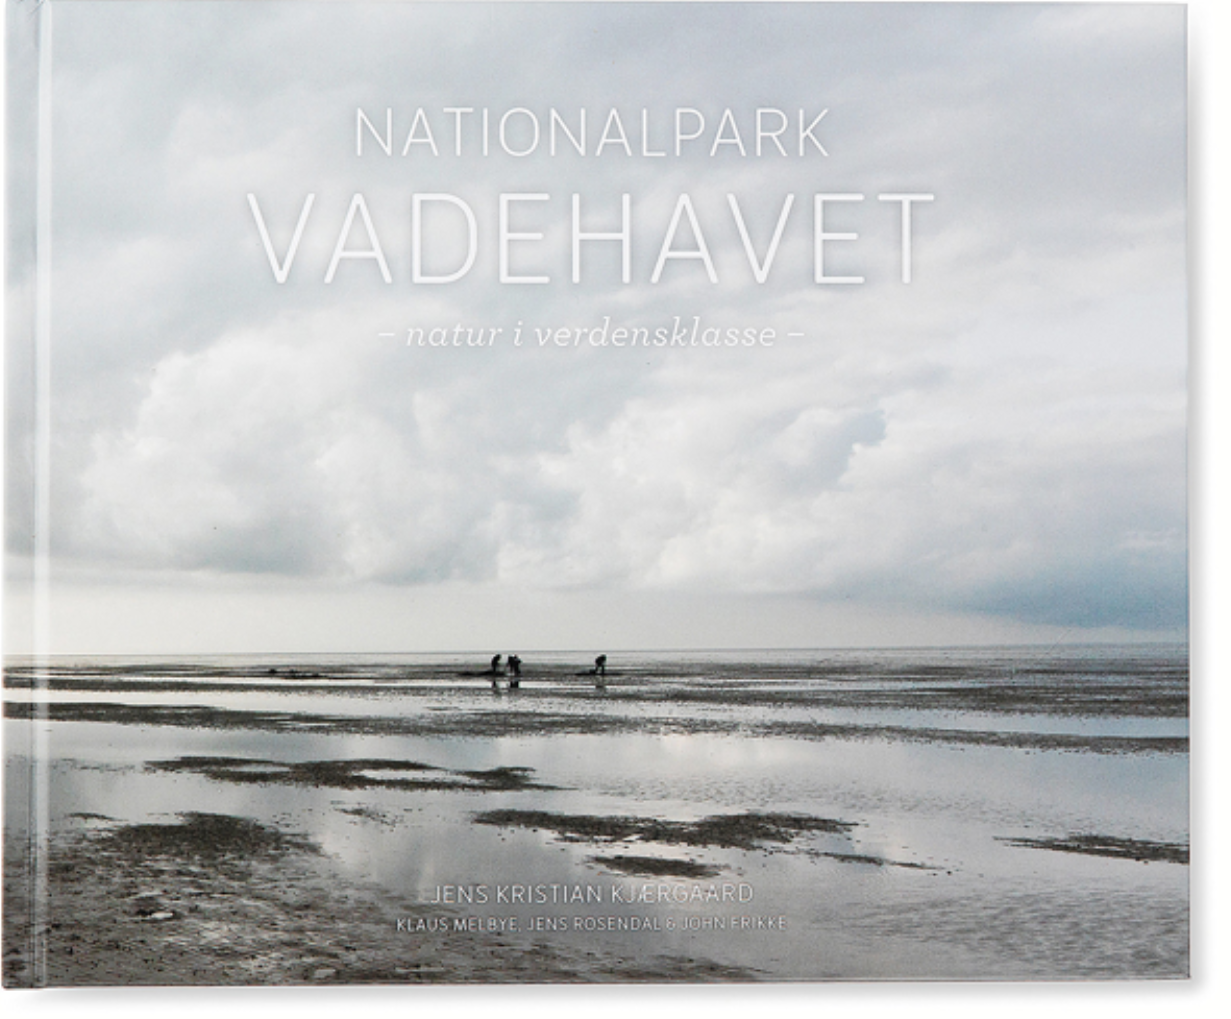 NATIONALPARK
VADEHAVET
– natur i verdensklasse –
JENS KRISTIAN KJÆRGAARD
KLAUS MELBYE, JENS ROSENDAL & JOHN FRIKKE